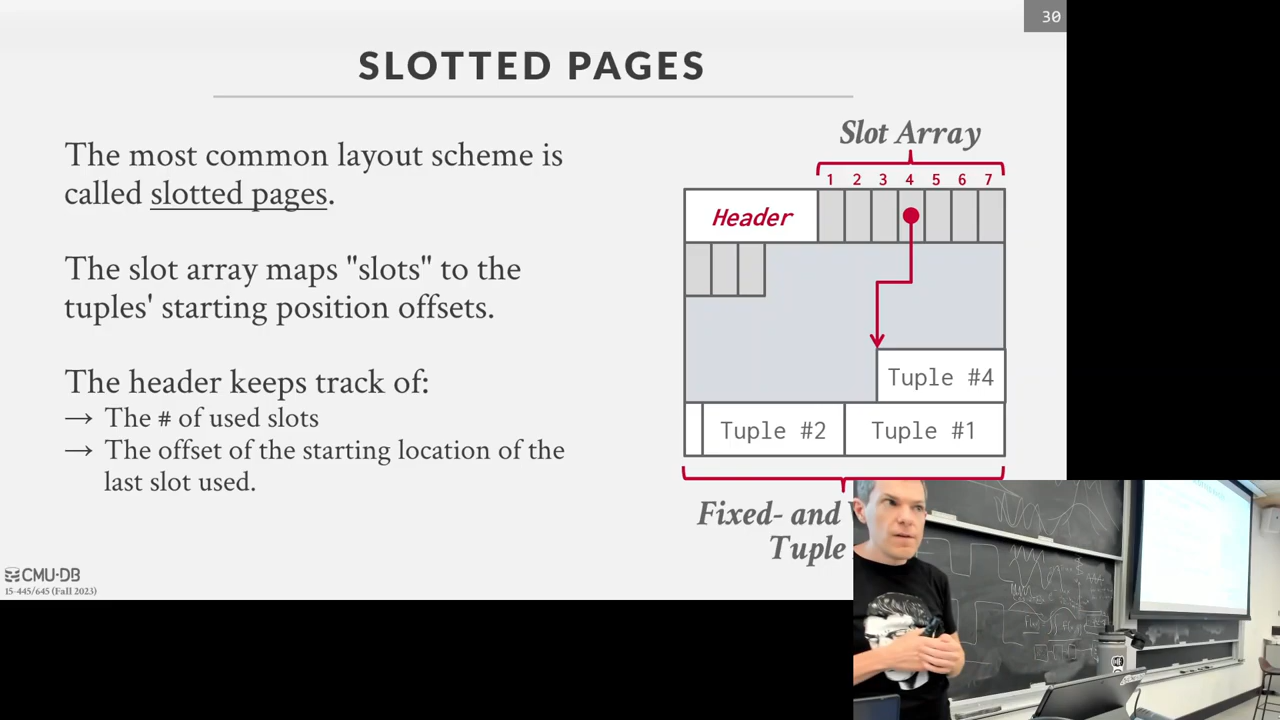 30
SLOTTED PAGES
The most common layout scheme is
called slotted pages.
The slot array maps "slots" to the
tuples' starting position offsets.
The header keeps track of:
→ The # of used slots
→ The offset of the starting location of the
last slot used.
Slot Array
1 2 3 4 5 6 7
Header
Tuple #4
Tuple #2 Tuple #1
Fixed- and
Tuple
CMU·DB
15-445/645 (Fall 2023)